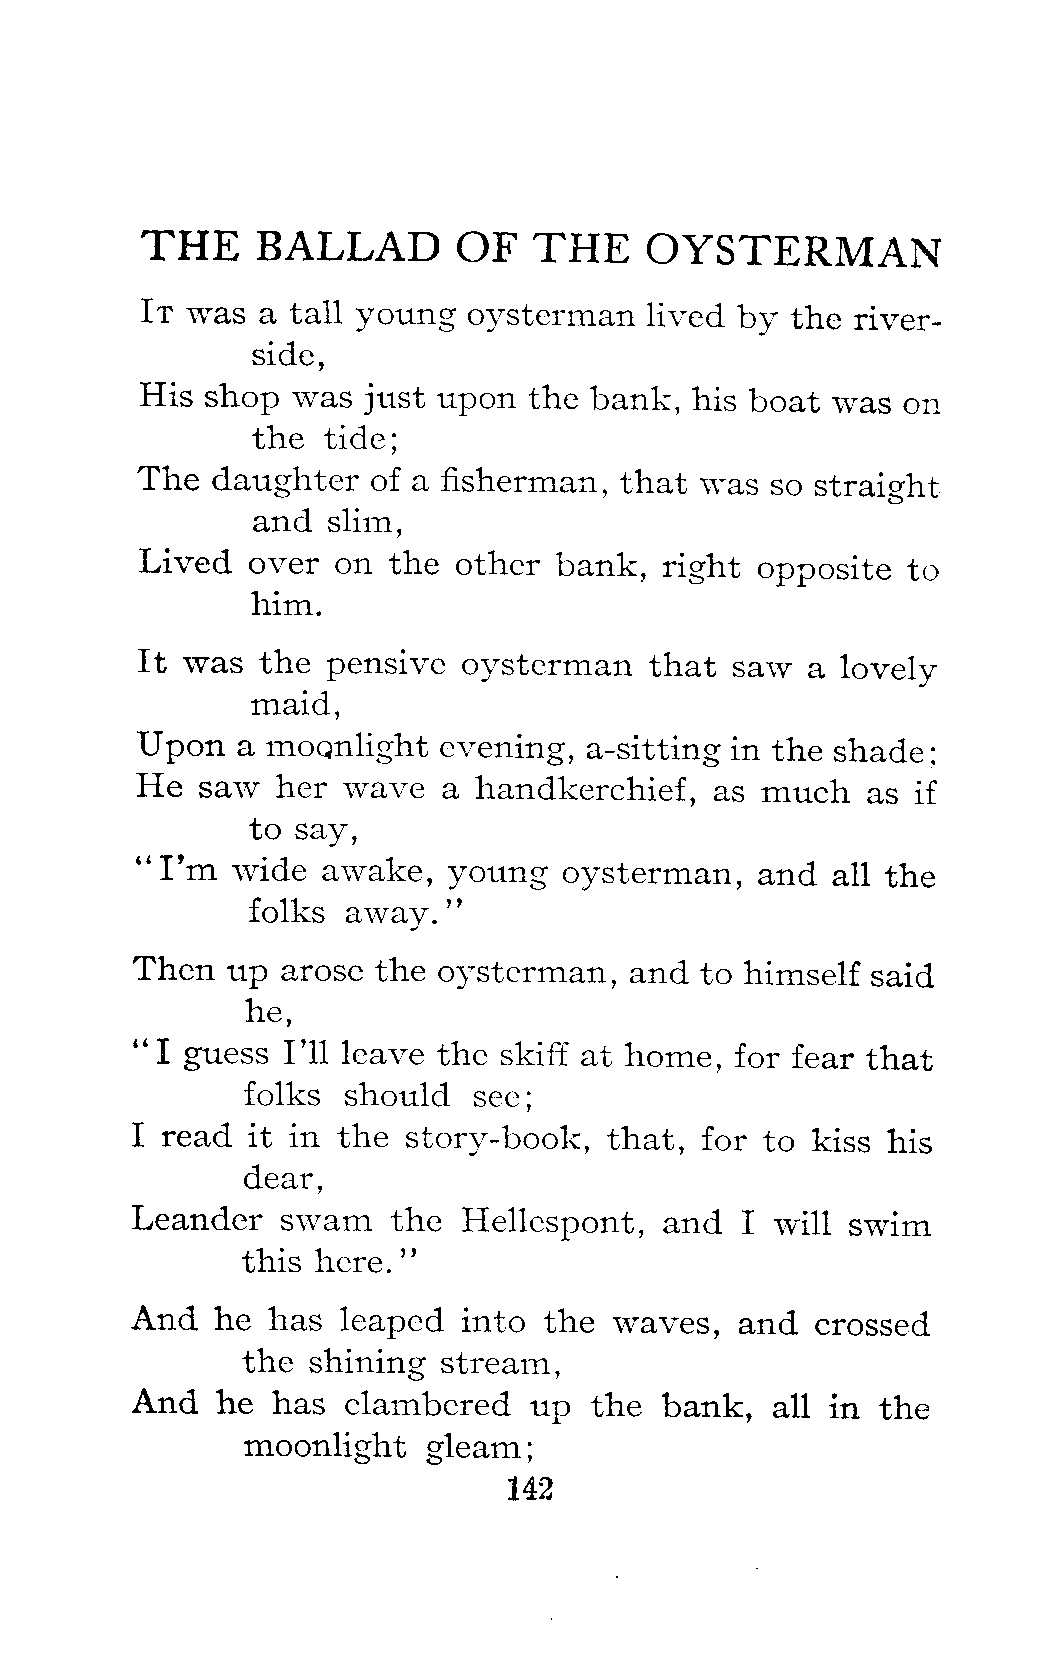 THE BALLAD OF THE OYSTERMAN
IT was a tall young oysterman lived by the river-
side,
His shop was just upon the bank, his boat was on
the tide;
The daughter of a fisherman, that was so straight
and slim,
Lived over on the other bank, right opposite to
him.
It was the pensive oysterman that saw a lovely
maid,
Upon a moonlight evening, a-sitting in the shade;
He saw her wave a handkerchief, as much as if
to say,
"I'm wide awake, young oysterman, and all the
folks away."
Then up arose the oysterman, and to himself said
he,
"I guess I'll leave the skiff at home, for fear that
folks should see;
I read it in the story-book, that, for to kiss his
dear,
Leander swam the Hellespont, and I will swim
this here."
And he has leaped into the waves, and crossed
the shining stream,
And he has clambered up the bank, all in the
moonlight gleam;
142